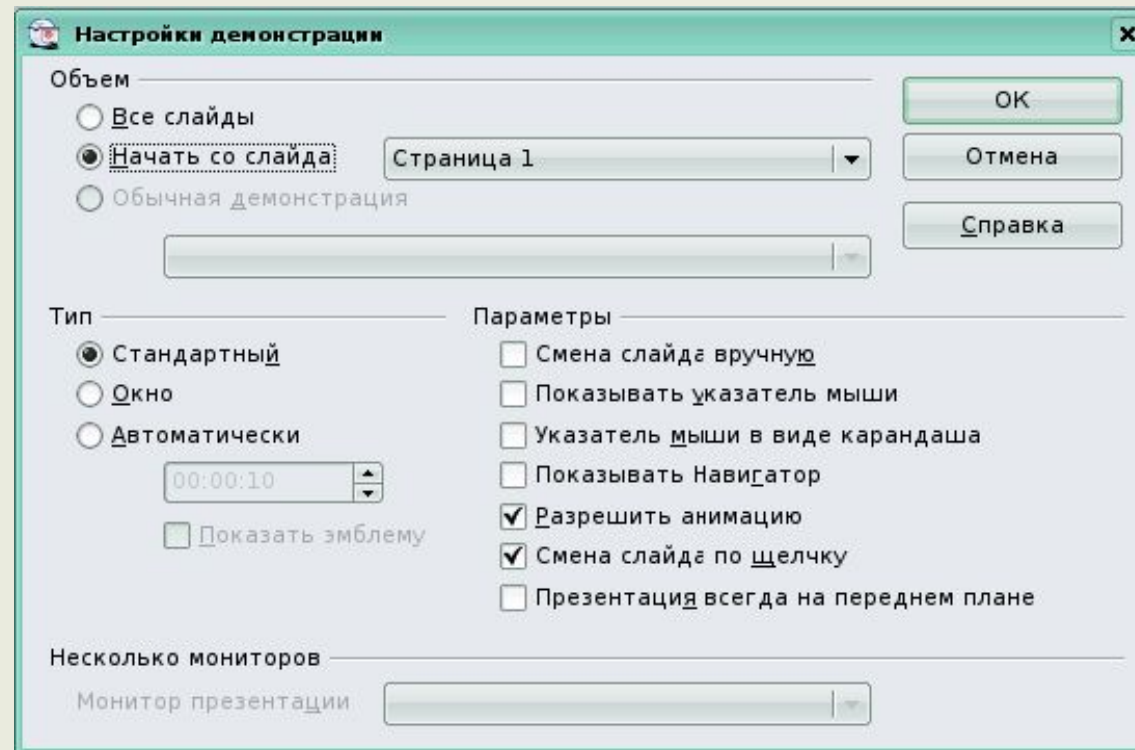 Настройки демонстрации
Объем
Все слайды
Начать со слайда
Страница 1
Обычная демонстрация
ОК
Отмена
Справка
Тип
Стандартный
Окно
Автоматически
00:00:10
Показать эмблему
Параметры
Смена слайда вручную
Показывать указатель мыши
Указатель мыши в виде карандаша
Показывать Навигатор
Разрешить анимацию
Смена слайда по щелчку
Презентация всегда на переднем плане
Несколько мониторов
Монитор презентации